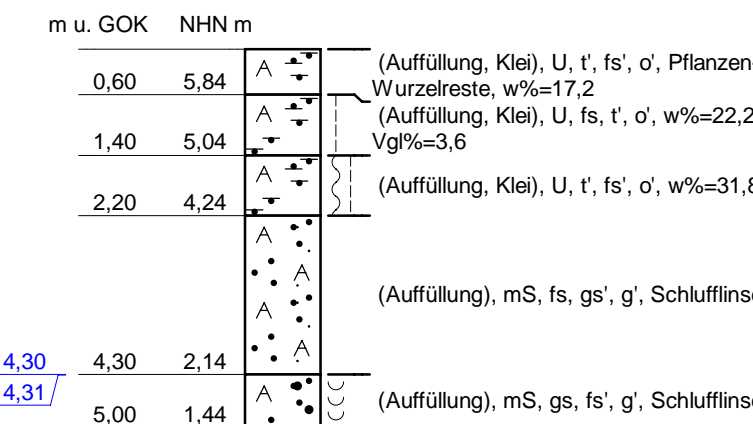 m u. GOK NHN m
(Auffüllung, Klei), U, t', fs', o', Pflanzen-
0,60 5,84 A Wurzelreste, w%=17,2
(Auffüllung, Klei), U, fs, t', o', w%=22,2
1,40 5,04 A Vgl%=3,6
2,20 4,24 A (Auffüllung, Klei), U, t', fs', o', w%=31,8
A
A
(Auffüllung), mS, fs, gs', g',
A
A
4,30 4,30 2,14
4,31
A (Auffüllung), mS, gs, fs', g',
5,00 1,44